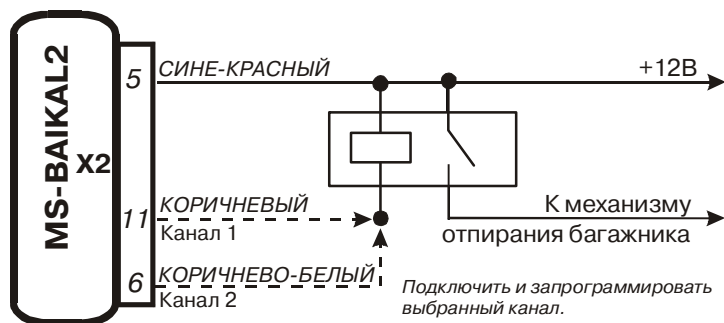 MS-BAIKAL2
X2
5 СИНЕ-КРАСНЫЙ +12В
11 КОРИЧНЕВЫЙ
Канал 1
К механизму
отпирания багажника
6 КОРИЧНЕВО-БЕЛЫЙ
Канал 2
Подключить и запрограммировать
выбранный канал.